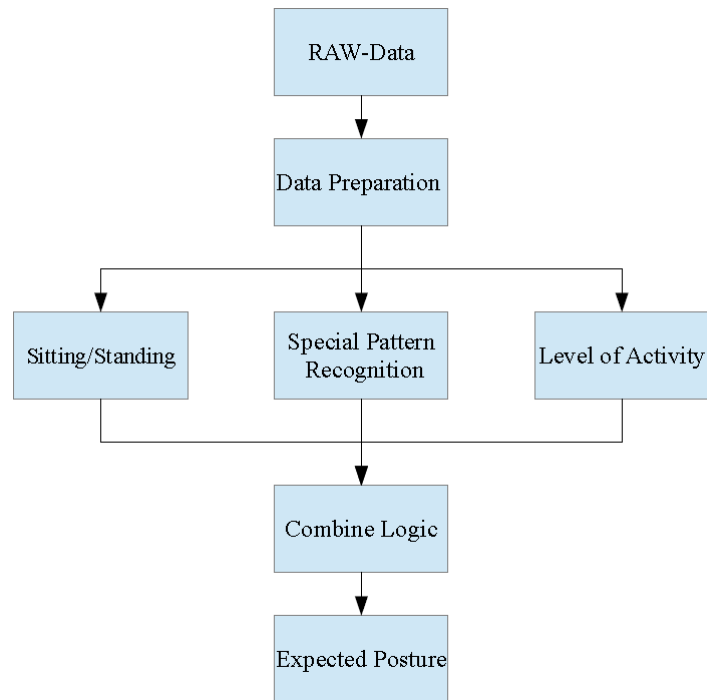 RAW-Data
Data Preparation
Sitting/Standing
Special Pattern
Recognition
Level of Activity
Combine Logic
Expected Posture